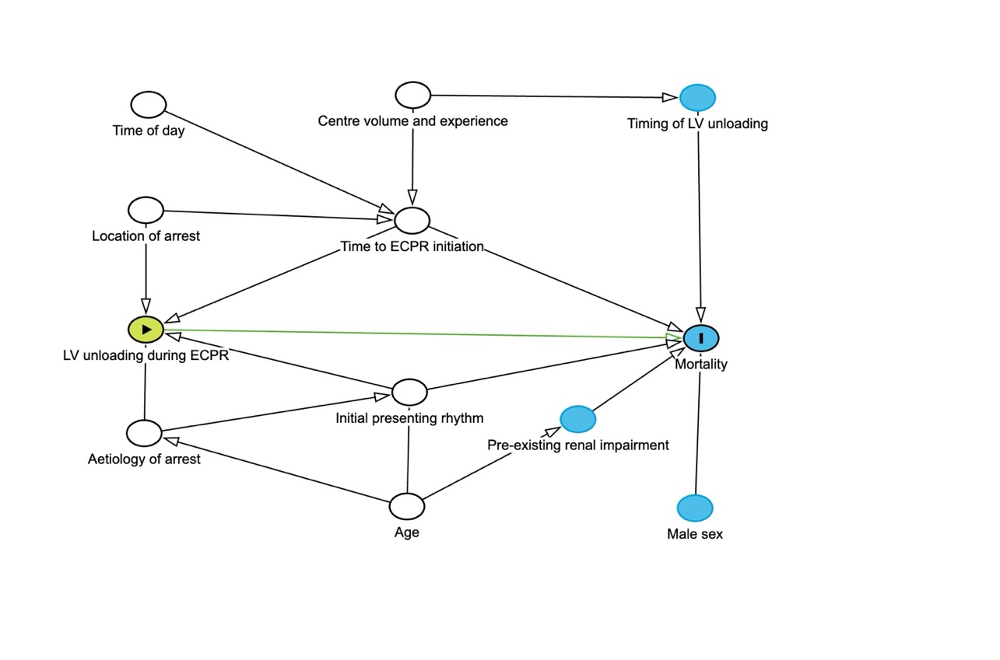 Time of day
Centre volume and experience
Timing of LV unloading
Location of arrest
Time to ECPR initiation
LV unloading during ECPR
Mortality
Initial presenting rhythm
Pre-existing renal impairment
Aetiology of arrest
Age
Male sex